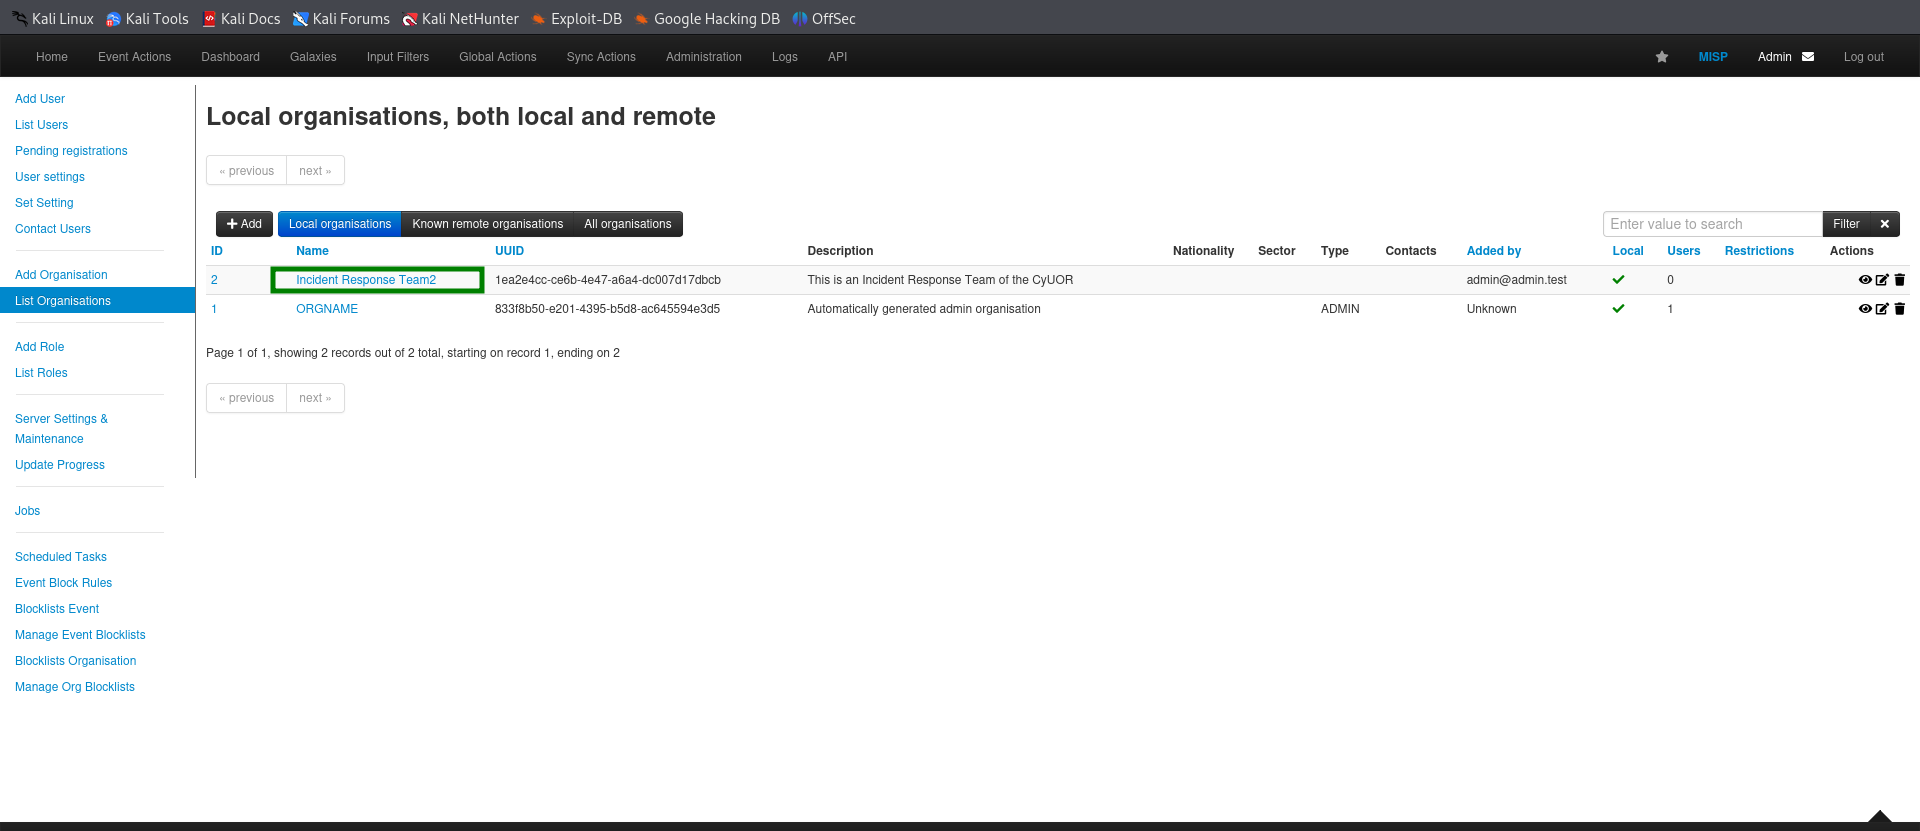 Kali Linux Kali Tools Kali Docs Kali Forums Kali NetHunter Exploit-DB Google Hacking DB OffSec
Home Event Actions Dashboard Galaxies Input Filters Global Actions Sync Actions Administration Logs API MISP Admin Log out
Add User
List Users
Pending registrations
User settings
Set Setting
Contact Users
Add Organisation
List Organisations
Add Role
List Roles
Server Settings &
Maintenance
Update Progress
Jobs
Scheduled Tasks
Event Block Rules
Blocklists Event
Manage Event Blocklists
Blocklists Organisation
Manage Org Blocklists
Local organisations, both local and remote
« previous next »
+ Add Local organisations Known remote organisations All organisations Enter value to search Filter ×
ID Name UUID Description Nationality Sector Type Contacts Added by Local Users Restrictions Actions
2 Incident Response Team2 1ea2e4cc-ce6b-4e47-a6a4-dc007d17dbcb This is an Incident Response Team of the CyUOR admin@admin.test 0
1 ORGNAME 833f8b50-e201-4395-b5d8-ac645594e3d5 Automatically generated admin organisation ADMIN Unknown 1
Page 1 of 1, showing 2 records out of 2 total, starting on record 1, ending on 2
« previous next »